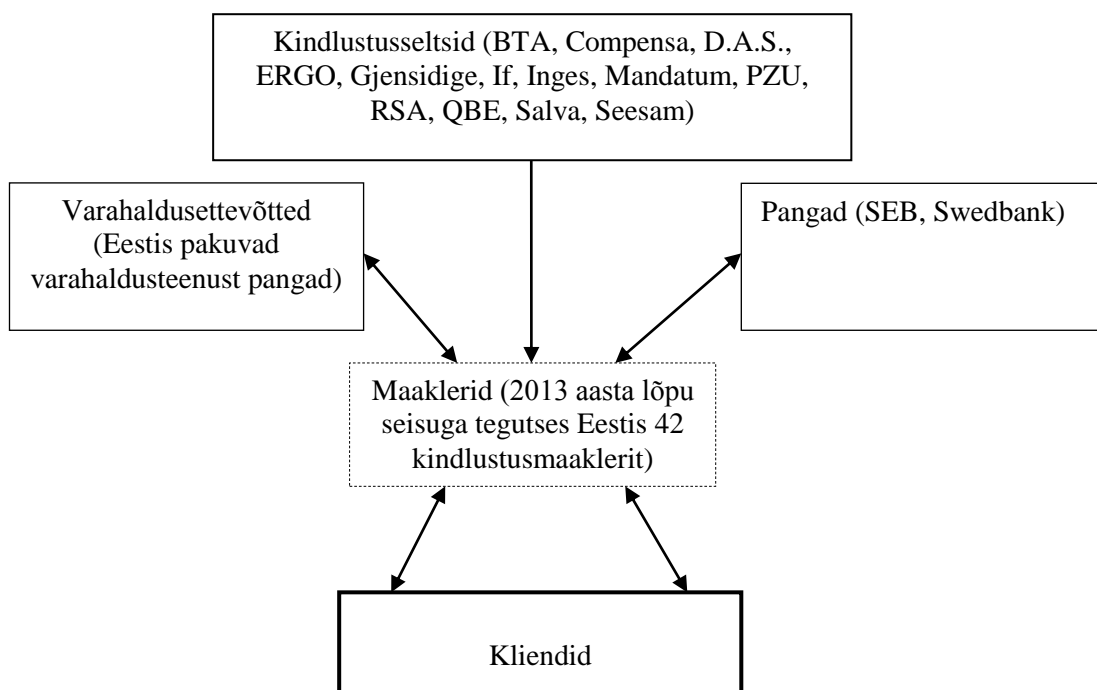 Kindlustusseltsid (BTA, Compensa, D.A.S.,
ERGO, Gjensidige, If, Inges, Mandatum, PZU,
RSA, QBE, Salva, Seesam)
Varahaldusettevõtted
(Eestis pakuvad
varahaldusteenust pangad)
Pangad (SEB, Swedbank)
Maaklerid (2013 aasta lõpu
seisuga tegutses Eestis 42
kindlustusmaaklerit)
Kliendid